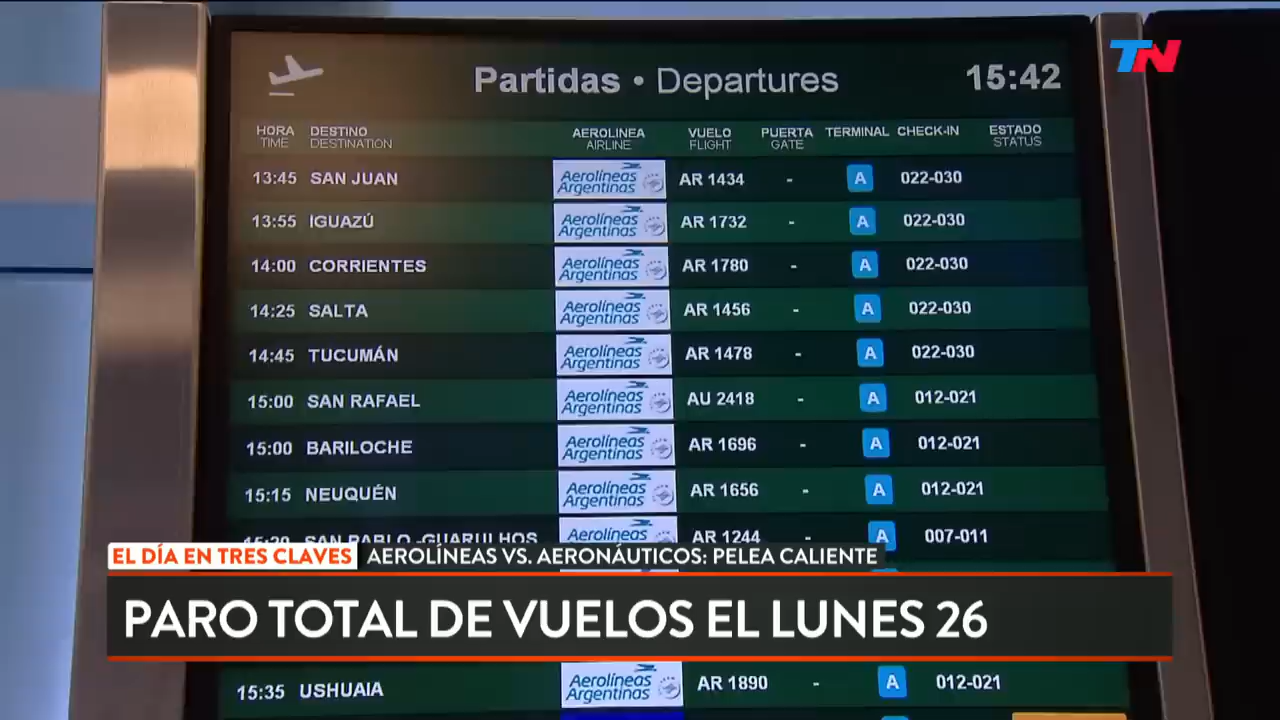 TN
Partidas • Departures 15:42
HORA DESTINO AEROLINEA VUELO PUERTA TERMINAL CHECK-IN ESTADO
TIME DESTINATION AIRLINE FLIGHT GATE STATUS
13:45 SAN JUAN Aerolíneas Argentinas AR 1434 - A 022-030
13:55 IGUAZÚ Aerolíneas Argentinas AR 1732 - A 022-030
14:00 CORRIENTES Aerolíneas Argentinas AR 1780 - A 022-030
14:25 SALTA Aerolíneas Argentinas AR 1456 - A 022-030
14:45 TUCUMÁN Aerolíneas Argentinas AR 1478 - A 022-030
15:00 SAN RAFAEL Aerolíneas Argentinas AU 2418 - A 012-021
15:00 BARILOCHE Aerolíneas Argentinas AR 1696 - A 012-021
15:15 NEUQUÉN Aerolíneas Argentinas AR 1656 - A 012-021
SAN PABLO -GUARULHOS Aerolíneas AR 1244 - A 007-011
EL DÍA EN TRES CLAVES AEROLÍNEAS VS. AERONÁUTICOS: PELEA CALIENTE
PARO TOTAL DE VUELOS EL LUNES 26
15:35 USHUAIA Aerolíneas Argentinas AR 1890 - A 012-021